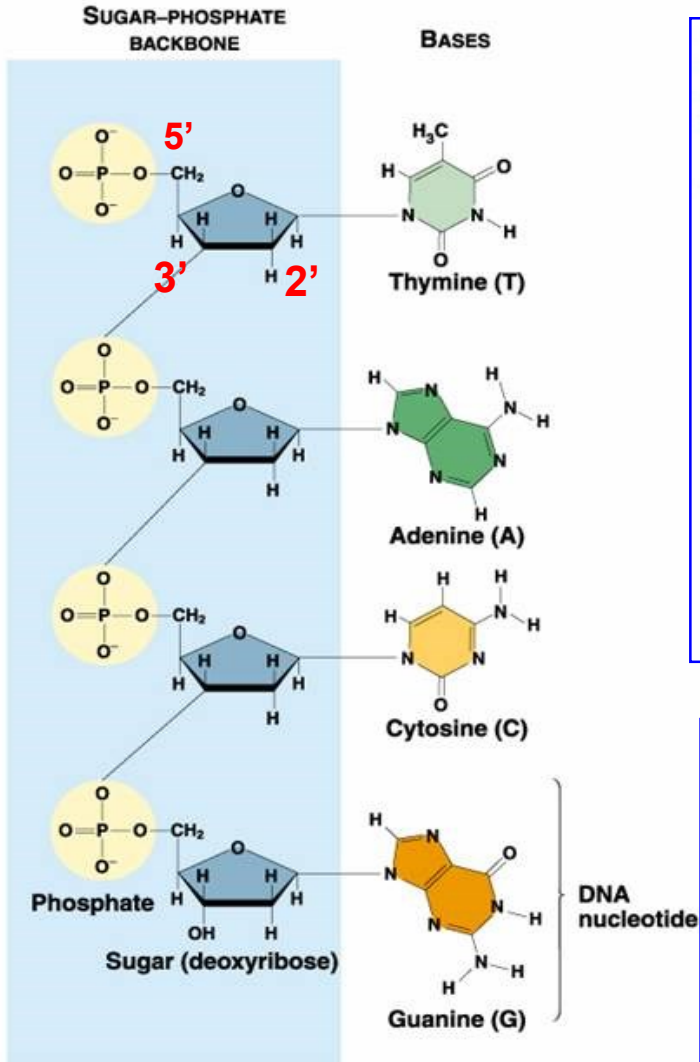 SUGAR–PHOSPHATE
BACKBONE
BASES
5’
O⁻
O=P–O–CH₂
O⁻
O
H H
H H
3’
H 2’
H₃C
H O
N N
H
O
Thymine (T)
O
O=P–O–CH₂
O⁻
O
H H
H H
H
H N H
N H
N N
N
H
Adenine (A)
O
O=P–O–CH₂
O⁻
O
H H
H H
H
H H
H N H
N N
O
Cytosine (C)
O
O=P–O–CH₂
O⁻
O
H H
H H
OH H
Phosphate
Sugar (deoxyribose)
H N O
N N H
N
N H
H
Guanine (G)
DNA
nucleotide